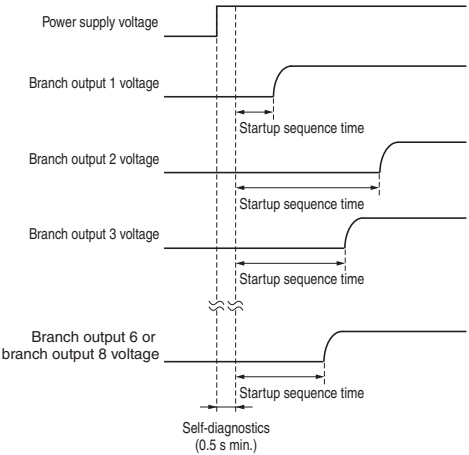 Power supply voltage
Branch output 1 voltage
Startup sequence time
Branch output 2 voltage
Startup sequence time
Branch output 3 voltage
Startup sequence time
Branch output 6 or
branch output 8 voltage
Startup sequence time
Self-diagnostics
(0.5 s min.)